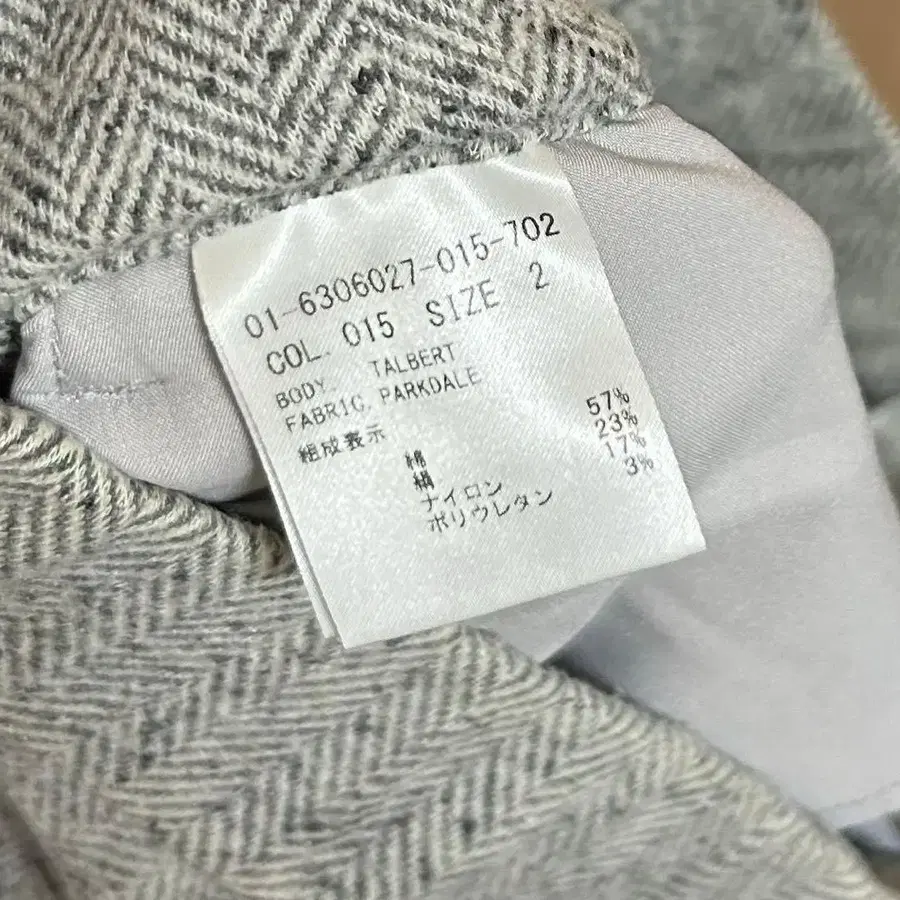 01-6306027-015-702
COL. 015 SIZE 2
BODY. TALBERT
FABRIC. PARKDALE
組成表示
綿 57%
絹 23%
ナイロン 17%
ポリウレタン 3%